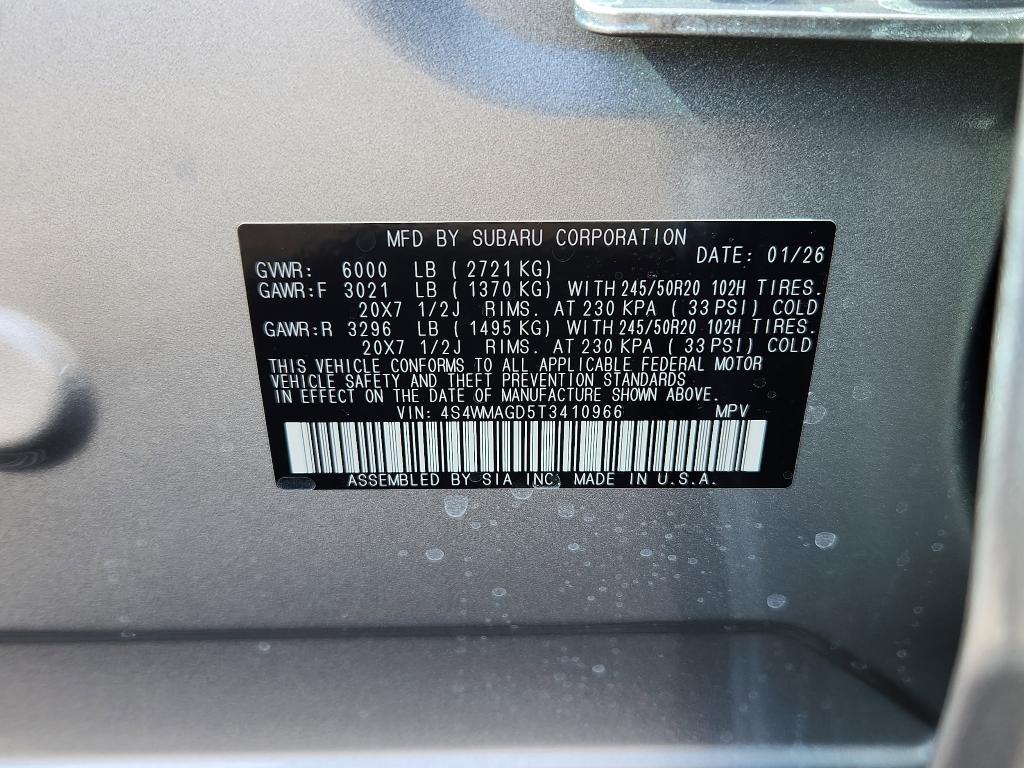 MFD BY SUBARU CORPORATION
DATE: 01/26
GVWR: 6000 LB ( 2721 KG)
GAWR:F 3021 LB ( 1370 KG) WITH 245/50R20 102H TIRES.
20X7 1/2J RIMS. AT 230 KPA ( 33 PSI) COLD
GAWR:R 3296 LB ( 1495 KG) WITH 245/50R20 102H TIRES.
20X7 1/2J RIMS. AT 230 KPA ( 33 PSI) COLD
THIS VEHICLE CONFORMS TO ALL APPLICABLE FEDERAL MOTOR
VEHICLE SAFETY AND THEFT PREVENTION STANDARDS
IN EFFECT ON THE DATE OF MANUFACTURE SHOWN ABOVE.
VIN: 4S4WMAGD5T3410966 MPV
ASSEMBLED BY SIA INC, MADE IN U.S.A.